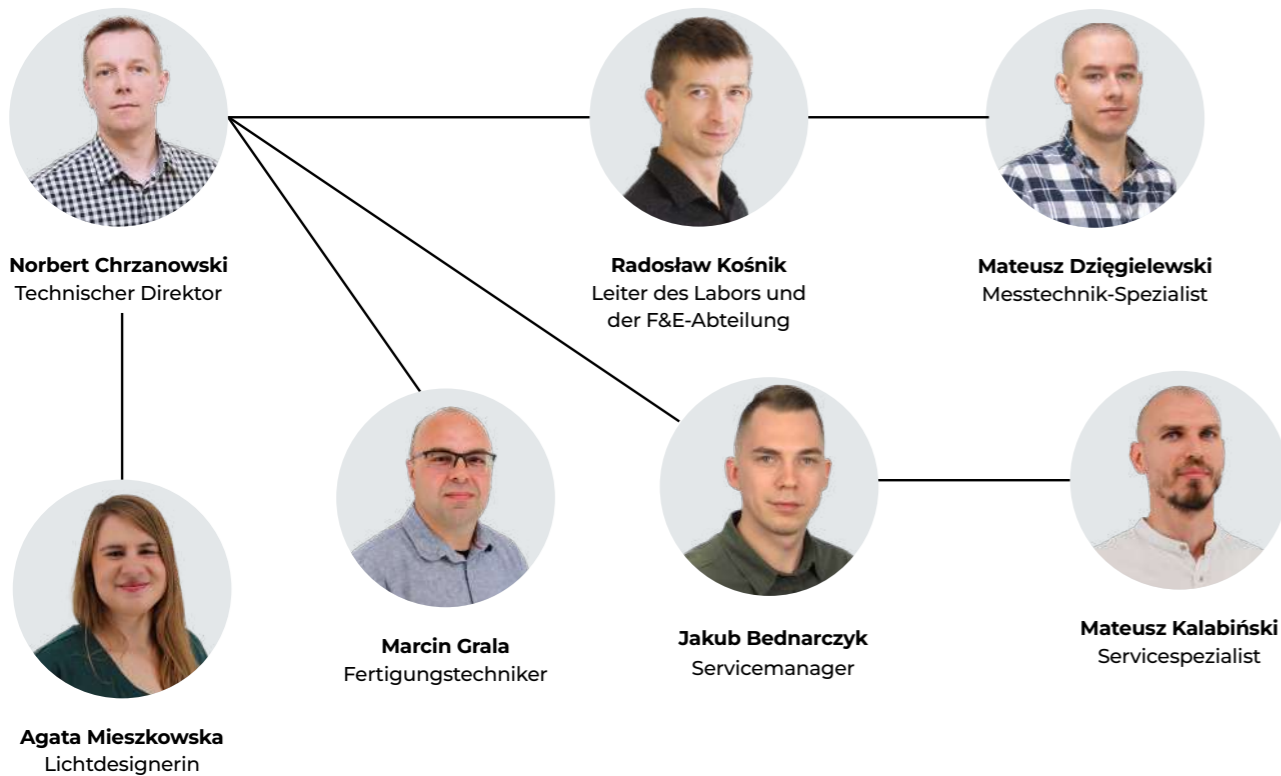 Norbert Chrzanowski
Technischer Direktor
Radosław Kośnik
Leiter des Labors und
der F&E-Abteilung
Mateusz Dzięgielewski
Messtechnik-Spezialist
Marcin Grala
Fertigungstechniker
Jakub Bednarczyk
Servicemanager
Mateusz Kalabiński
Servicespezialist
Agata Mieszkowska
Lichtdesignerin